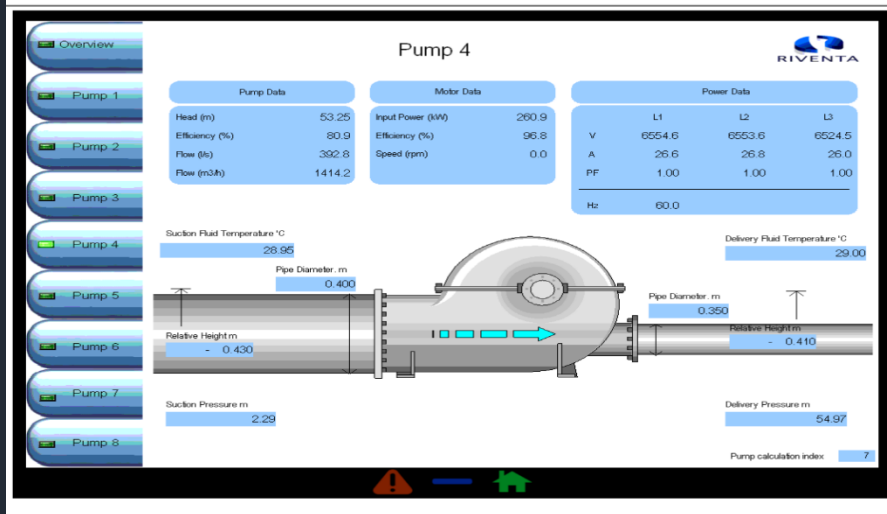 Overview
Pump 4
RIVENTA
Pump 1
Pump 2
Pump 3
Pump 4
Pump 5
Pump 6
Pump 7
Pump 8
Pump Data
Head (m) 53.25
Efficiency (%) 80.9
Flow (l/s) 392.8
Flow (m3/h) 1414.2
Motor Data
Input Power (kW) 260.9
Efficiency (%) 96.8
Speed (rpm) 0.0
Power Data
L1 L2 L3
V 6554.6 6553.6 6524.5
A 26.6 26.8 26.0
PF 1.00 1.00 1.00
Hz 60.0
Suction Fluid Temperature °C
28.95
Pipe Diameter. m
0.400
Relative Height m
- 0.430
Suction Pressure m
2.29
Delivery Fluid Temperature °C
29.00
Pipe Diameter. m
0.350
Relative Height m
- 0.410
Delivery Pressure m
54.97
Pump calculation index 7